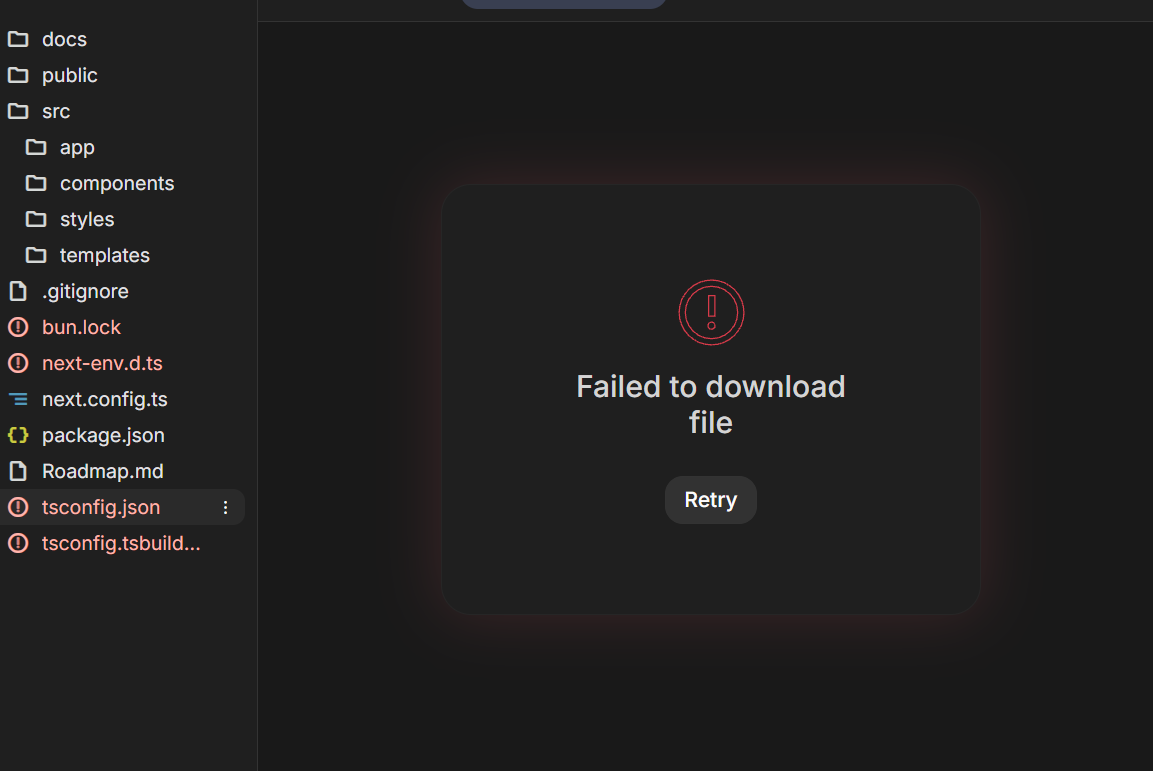 docs
public
src
app
components
styles
templates
.gitignore
bun.lock
next-env.d.ts
next.config.ts
package.json
Roadmap.md
tsconfig.json
tsconfig.tsbuild...
Failed to download
file
Retry